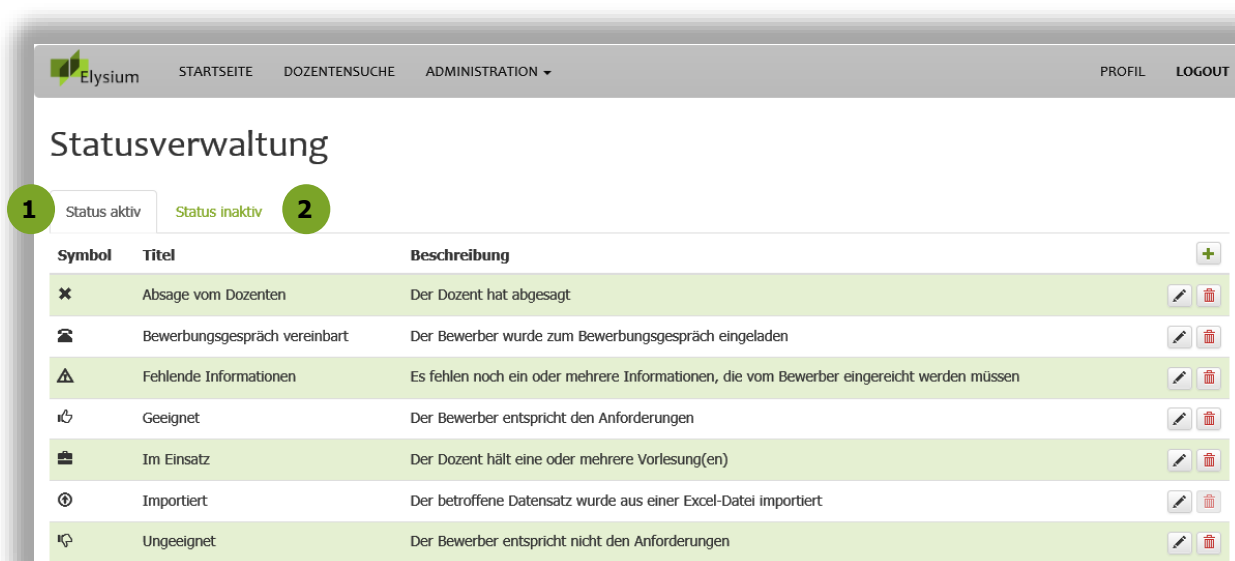 Elysium STARTSEITE DOZENTENSUCHE ADMINISTRATION PROFIL LOGOUT
Statusverwaltung
1 Status aktiv Status inaktiv 2
Symbol Titel Beschreibung
Absage vom Dozenten Der Dozent hat abgesagt
Bewerbungsgespräch vereinbart Der Bewerber wurde zum Bewerbungsgespräch eingeladen
Fehlende Informationen Es fehlen noch ein oder mehrere Informationen, die vom Bewerber eingereicht werden müssen
Geeignet Der Bewerber entspricht den Anforderungen
Im Einsatz Der Dozent hält eine oder mehrere Vorlesung(en)
Importiert Der betroffene Datensatz wurde aus einer Excel-Datei importiert
Ungeeignet Der Bewerber entspricht nicht den Anforderungen